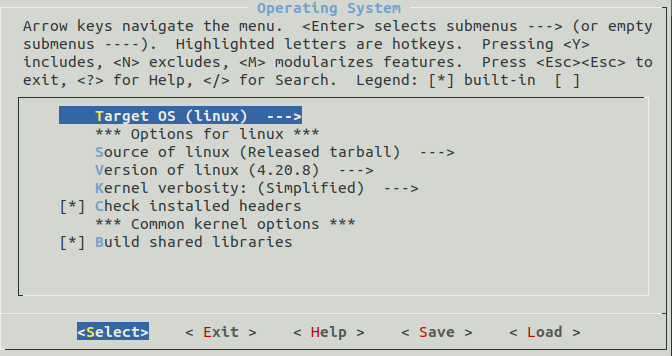 Operating System
Arrow keys navigate the menu.  <Enter> selects submenus ---> (or empty
submenus ----).  Highlighted letters are hotkeys.  Pressing <Y>
includes, <N> excludes, <M> modularizes features.  Press <Esc><Esc> to
exit, <?> for Help, </> for Search.  Legend: [*] built-in  [ ]
Target OS (linux)  --->
*** Options for linux ***
Source of linux (Released tarball)  --->
Version of linux (4.20.8)  --->
Kernel verbosity: (Simplified)  --->
[*] Check installed headers
*** Common kernel options ***
[*] Build shared libraries
<Select>    < Exit >    < Help >    < Save >    < Load >